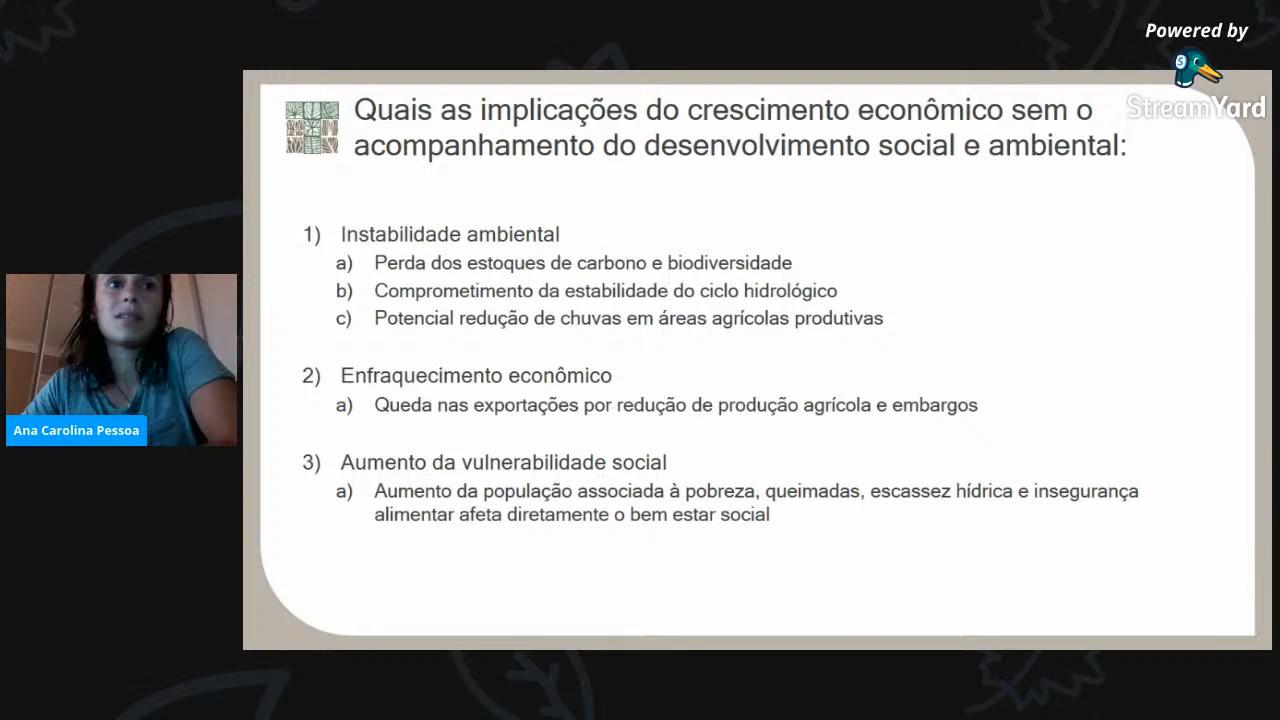 Powered by
StreamYard
Quais as implicações do crescimento econômico sem o
acompanhamento do desenvolvimento social e ambiental:
1) Instabilidade ambiental
a) Perda dos estoques de carbono e biodiversidade
b) Comprometimento da estabilidade do ciclo hidrológico
c) Potencial redução de chuvas em áreas agrícolas produtivas
2) Enfraquecimento econômico
a) Queda nas exportações por redução de produção agrícola e embargos
3) Aumento da vulnerabilidade social
a) Aumento da população associada à pobreza, queimadas, escassez hídrica e insegurança
alimentar afeta diretamente o bem estar social
Ana Carolina Pessoa